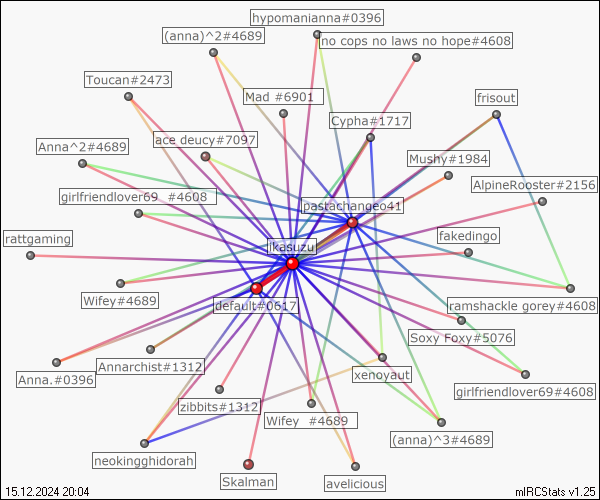 hypomanianna#0396
(anna)^2#4689
no cops no laws no hope#4608
Toucan#2473
Mad #6901
frisout
Cypha#1717
ace deucy#7097
Anna^2#4689
Mushy#1984
AlpineRooster#2156
girlfriendlover69 #4608
pastachange041
rattgaming
fakedingo
ikasuzu
Wifey#4689
default#0617
ramshackle gorey#4608
Soxy Foxy#5076
Annarchist#1312
xenoyaut
Anna.#0396
girlfriendlover69#4608
zibbits#1312
Wifey #4689
(anna)^3#4689
neokingghidorah
Skalman
avelicious
15.12.2024 20:04
mIRCStats v1.25